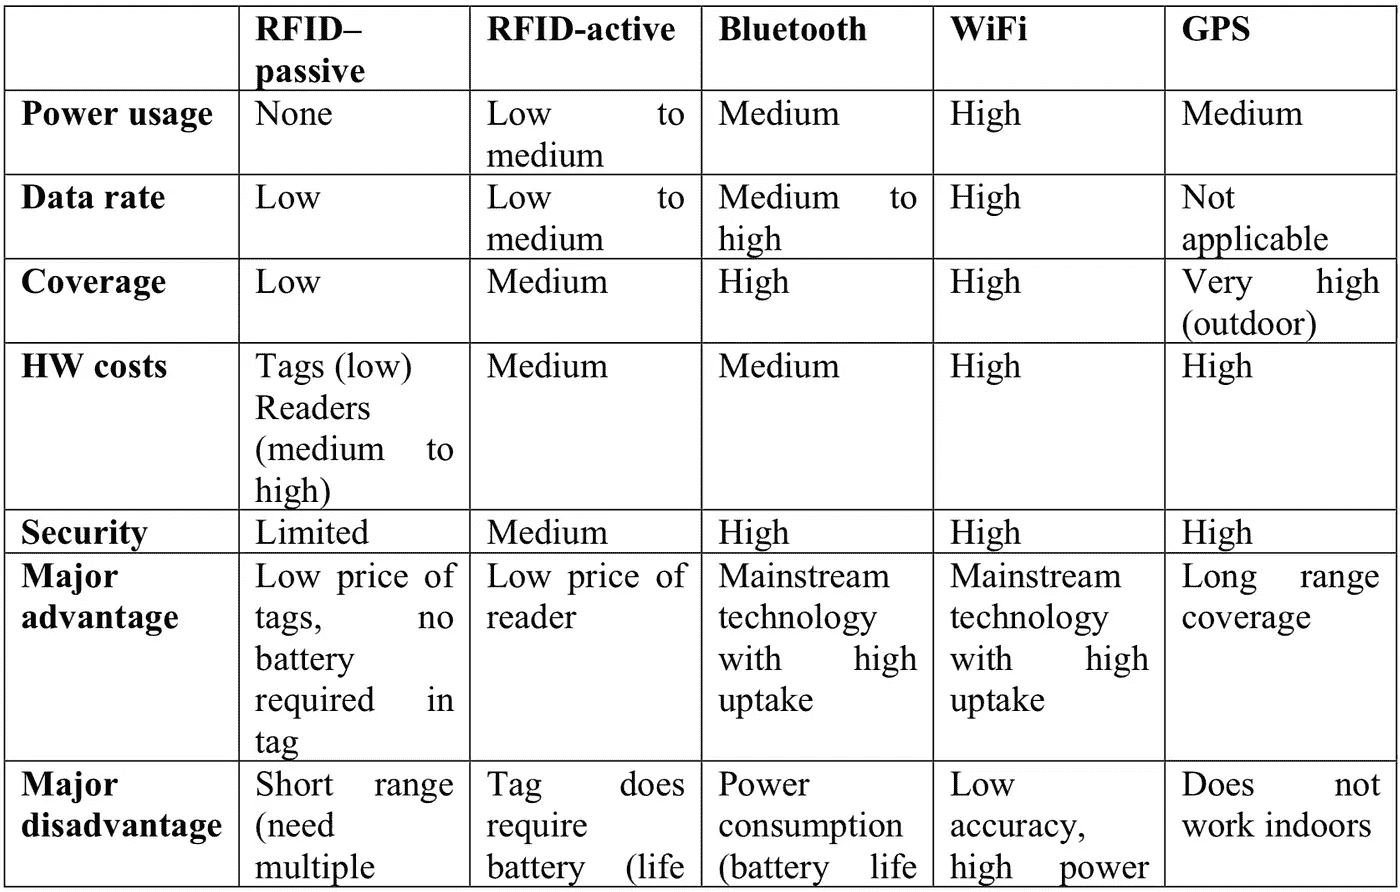 RFID–passive RFID-active Bluetooth WiFi GPS
Power usage None Low to medium Medium High Medium
Data rate Low Low to medium Medium to high High Not applicable
Coverage Low Medium High High Very high (outdoor)
HW costs Tags (low) Readers (medium to high) Medium Medium High High
Security Limited Medium High High High
Major advantage Low price of tags, no battery required in tag Low price of reader Mainstream technology with high uptake Mainstream technology with high uptake Long range coverage
Major disadvantage Short range (need multiple Tag does require battery (life Power consumption (battery life Low accuracy, high power Does not work indoors